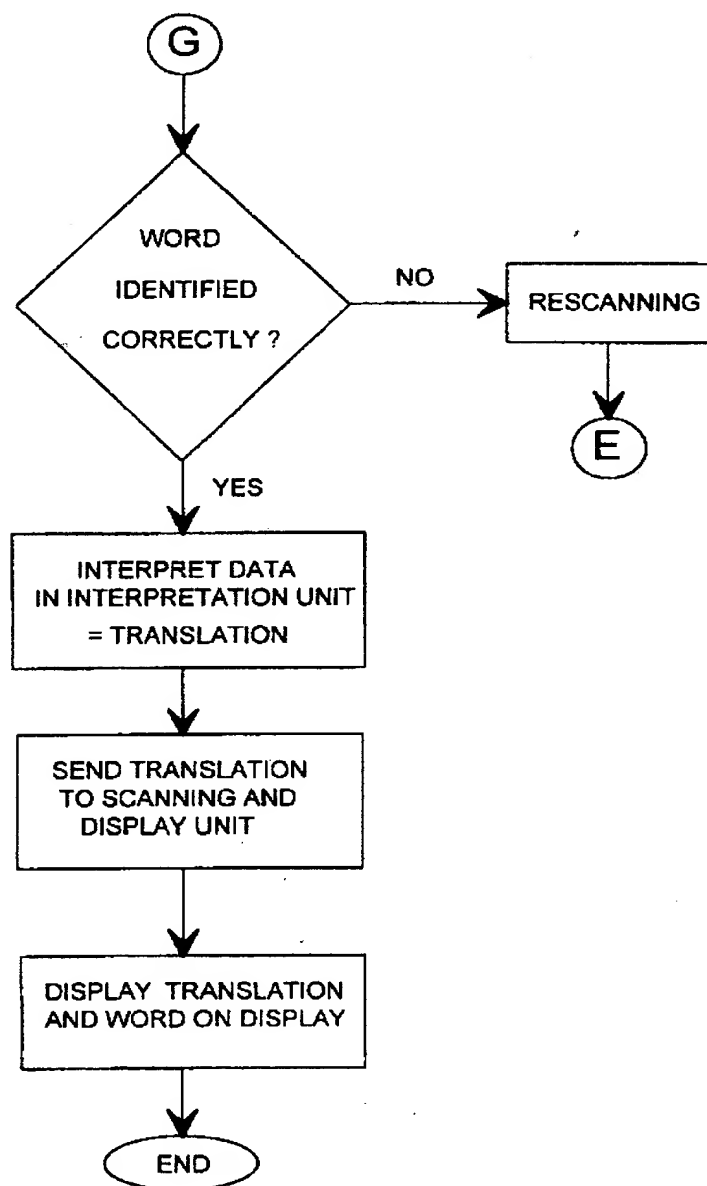 G
WORD
IDENTIFIED
CORRECTLY ?
NO
RESCANNING
E
YES
INTERPRET DATA
IN INTERPRETATION UNIT
= TRANSLATION
SEND TRANSLATION
TO SCANNING AND
DISPLAY UNIT
DISPLAY TRANSLATION
AND WORD ON DISPLAY
END